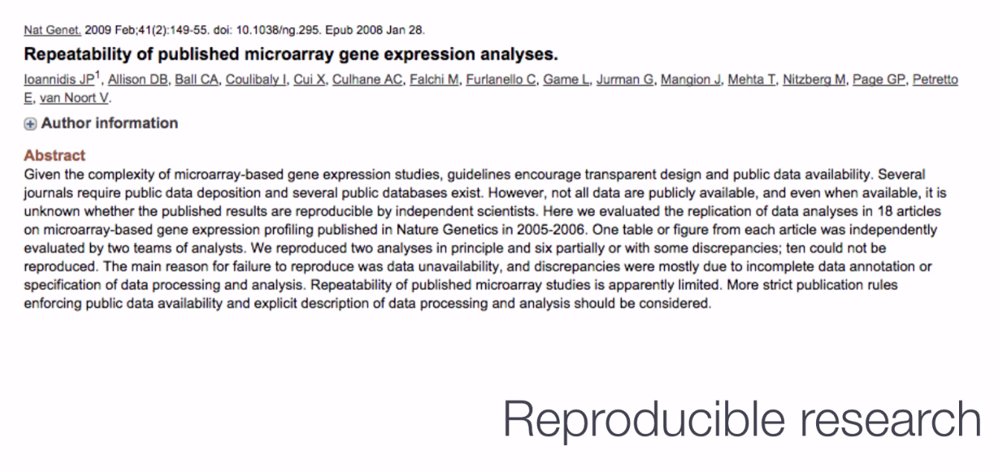 Nat Genet. 2009 Feb;41(2):149-55. doi: 10.1038/ng.295. Epub 2008 Jan 28.
Repeatability of published microarray gene expression analyses.
Ioannidis JP1, Allison DB, Ball CA, Coulibaly I, Cui X, Culhane AC, Falchi M, Furlanello C, Game L, Jurman G, Mangion J, Mehta T, Nitzberg M, Page GP, Petretto
E, van Noort V.
Author information
Abstract
Given the complexity of microarray-based gene expression studies, guidelines encourage transparent design and public data availability. Several
journals require public data deposition and several public databases exist. However, not all data are publicly available, and even when available, it is
unknown whether the published results are reproducible by independent scientists. Here we evaluated the replication of data analyses in 18 articles
on microarray-based gene expression profiling published in Nature Genetics in 2005-2006. One table or figure from each article was independently
evaluated by two teams of analysts. We reproduced two analyses in principle and six partially or with some discrepancies; ten could not be
reproduced. The main reason for failure to reproduce was data unavailability, and discrepancies were mostly due to incomplete data annotation or
specification of data processing and analysis. Repeatability of published microarray studies is apparently limited. More strict publication rules
enforcing public data availability and explicit description of data processing and analysis should be considered.
Reproducible research